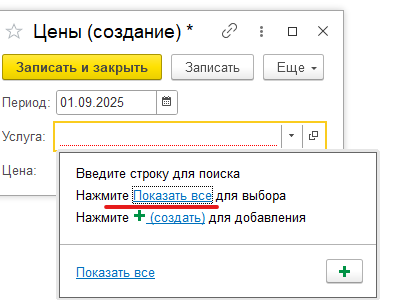 Цены (создание) *
Записать и закрыть
Записать
Еще
Период: 01.09.2025
Услуга:
Цена:
Введите строку для поиска
Нажмите Показать все для выбора
Нажмите + (создать) для добавления
Показать все